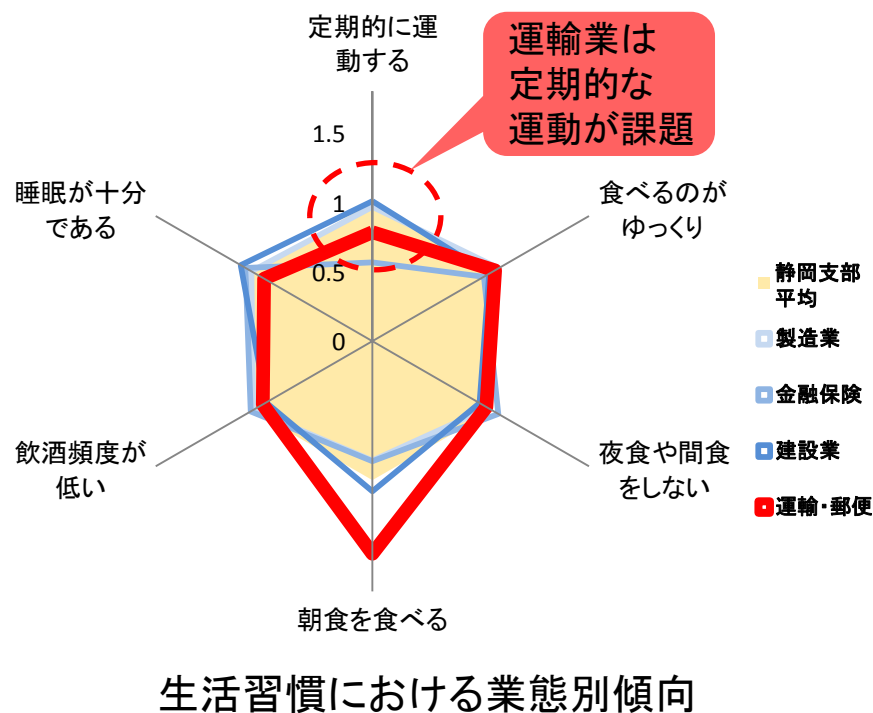 定期的に運
動する
運輸業は
定期的な
運動が課題
1.5
1
0.5
0
睡眠が十分
である
食べるのが
ゆっくり
静岡支部
平均
製造業
金融保険
建設業
運輸・郵便
飲酒頻度が
低い
夜食や間食
をしない
朝食を食べる
生活習慣における業態別傾向